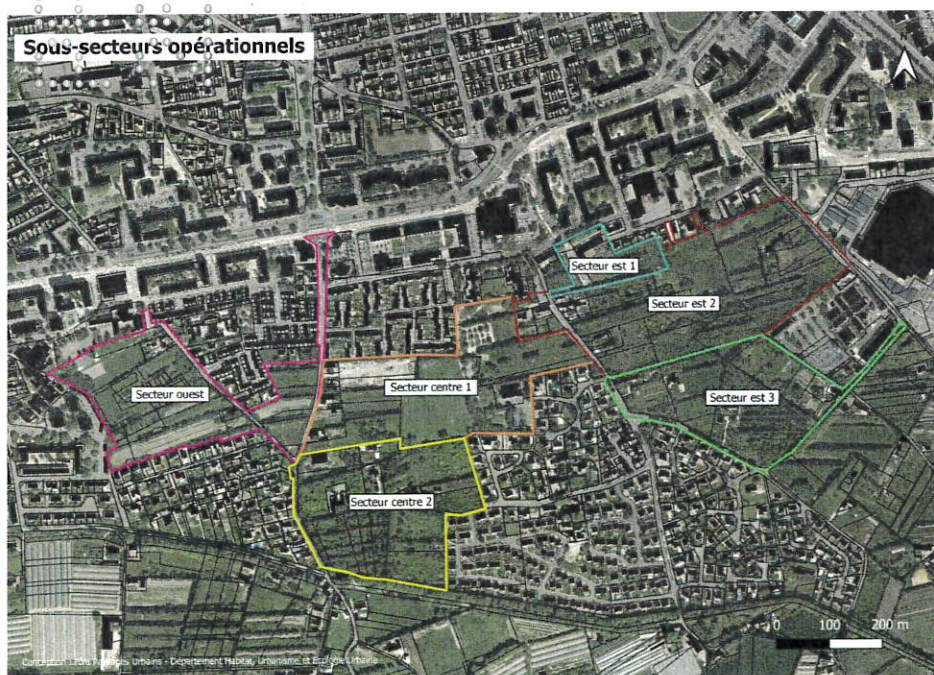 Sous-secteurs opérationnels
Secteur est 1
Secteur est 2
Secteur ouest
Secteur centre 1
Secteur est 3
Secteur centre 2
0 100 200 m
Urbains - Département Habitat, Urbanisme et Ecologie Urbaine